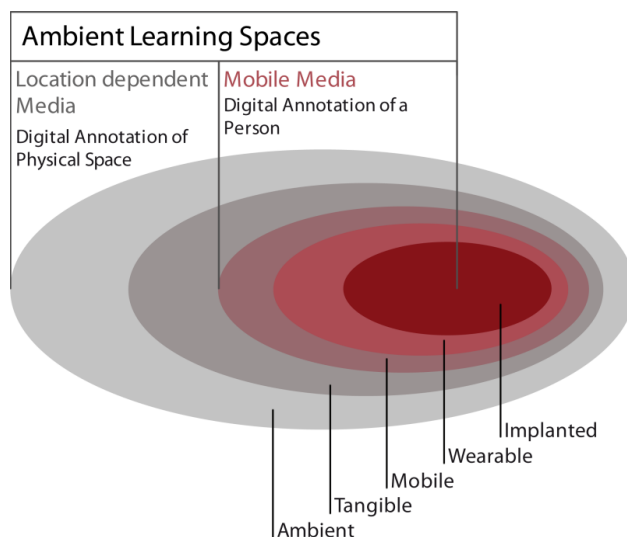 Ambient Learning Spaces
Location dependent
Media
Digital Annotation of
Physical Space
Mobile Media
Digital Annotation of a
Person
Implanted
Wearable
Mobile
Tangible
Ambient